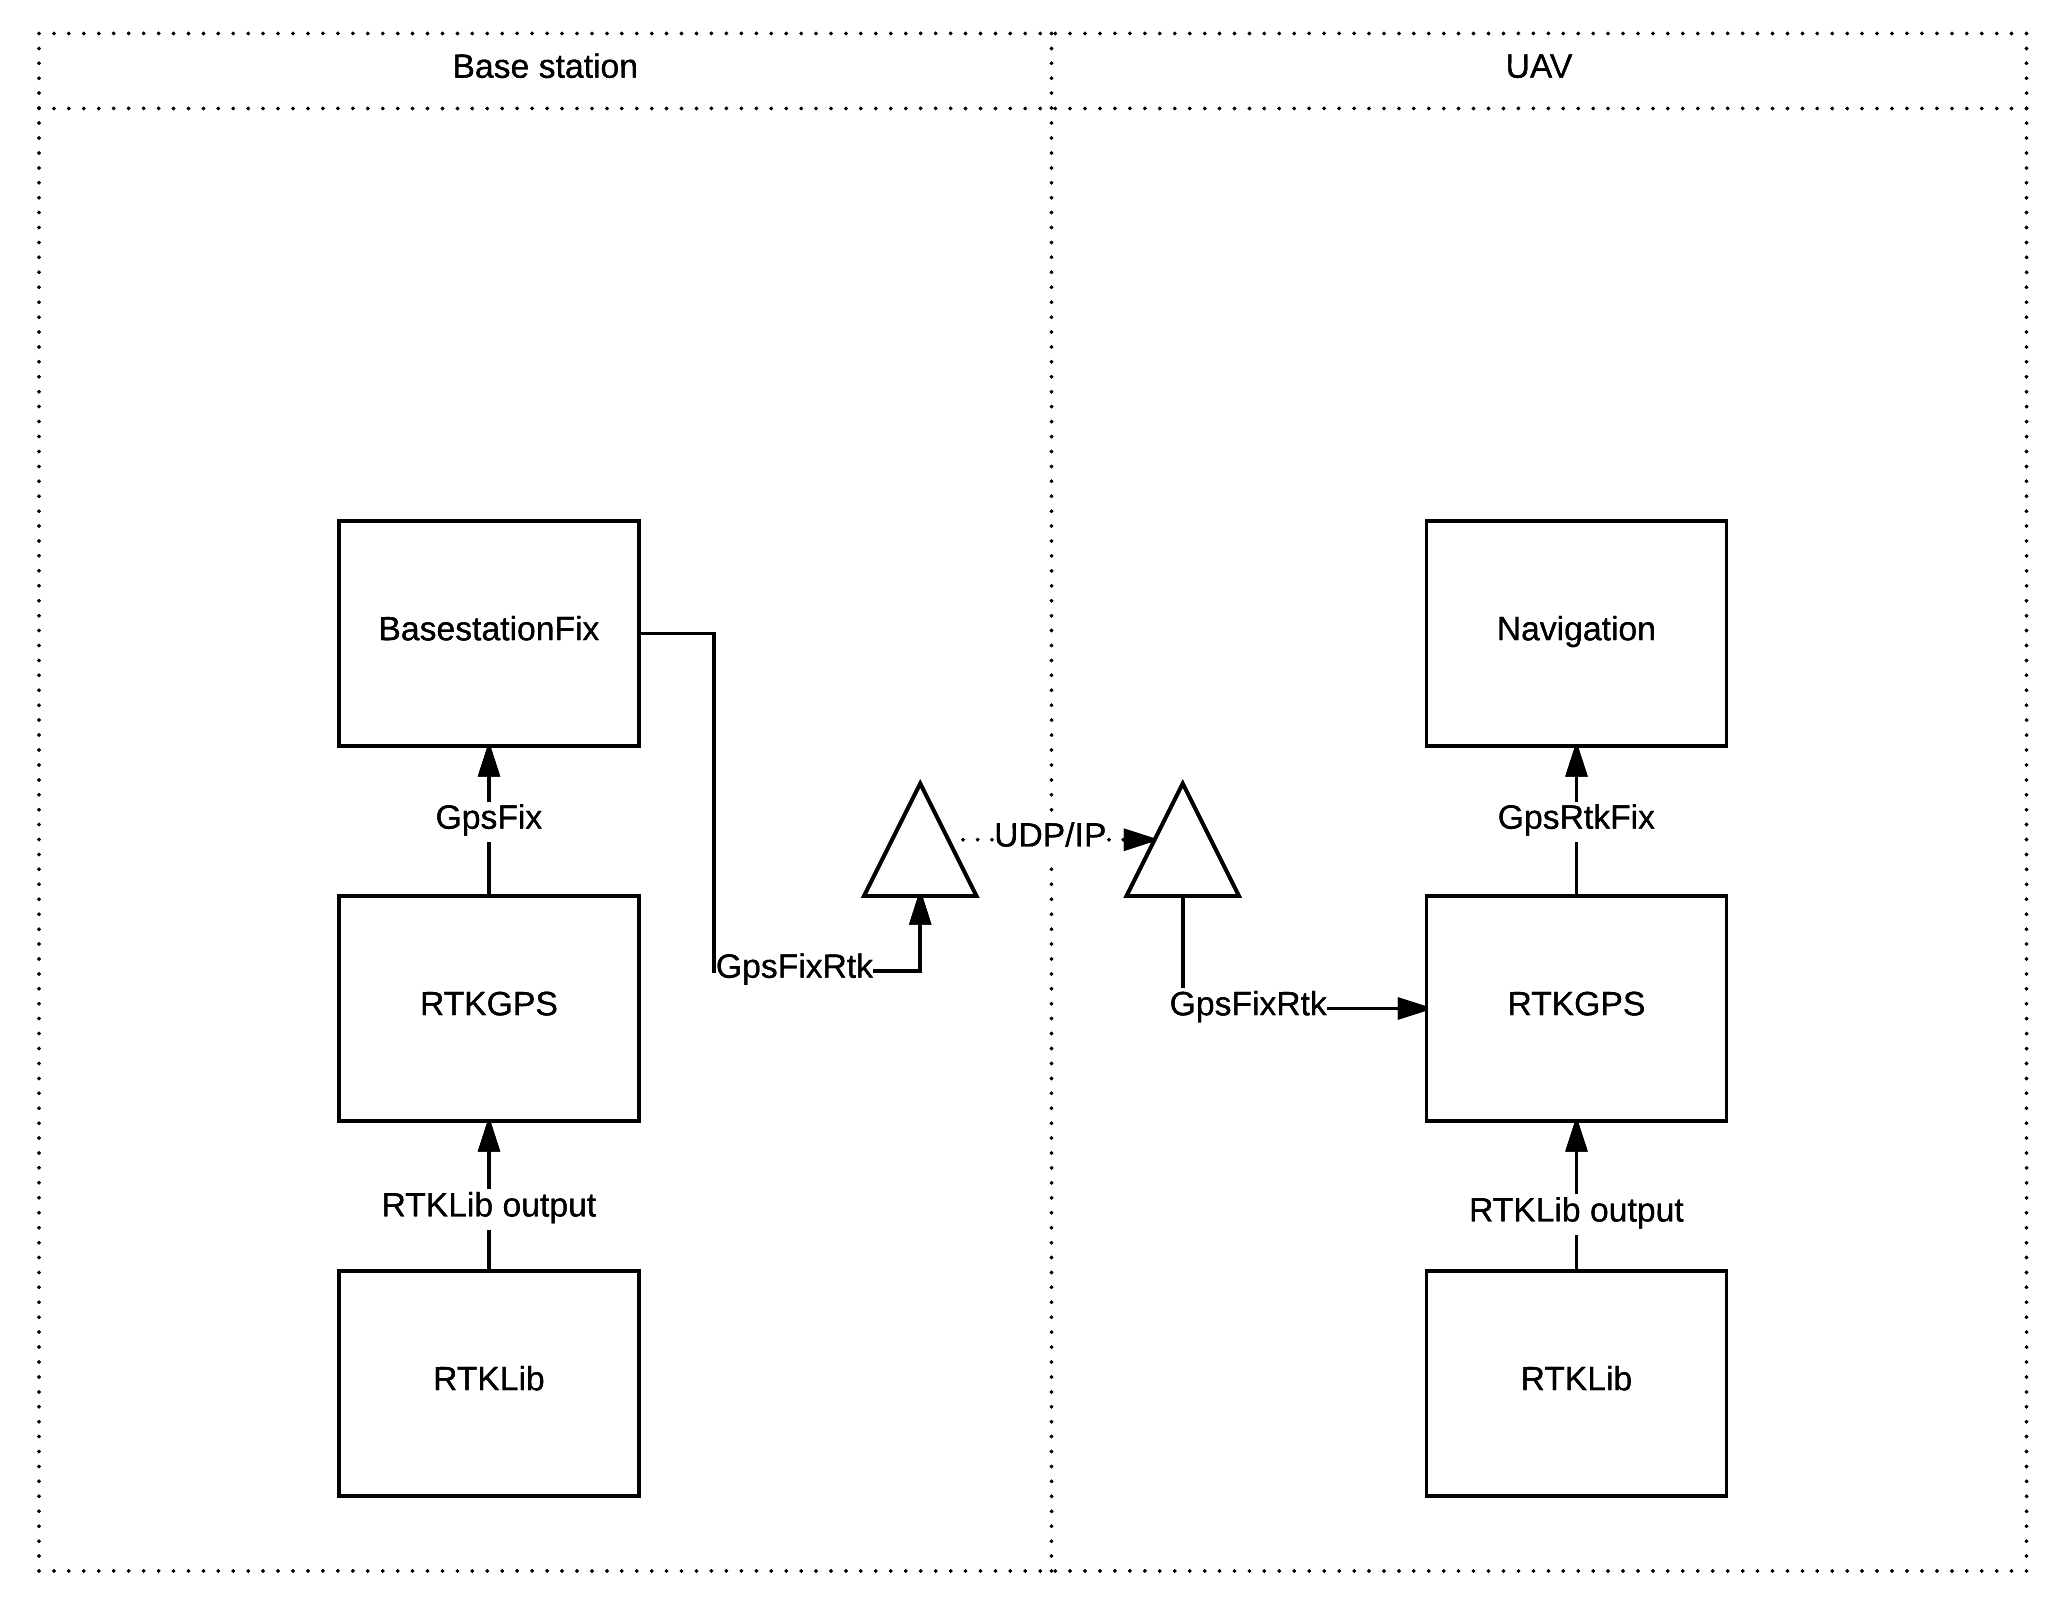 Base station
UAV
BasestationFix
Navigation
GpsFix
GpsRtkFix
UDP/IP
GpsFixRtk
RTKGPS
GpsFixRtk
RTKGPS
RTKLib output
RTKLib output
RTKLib
RTKLib